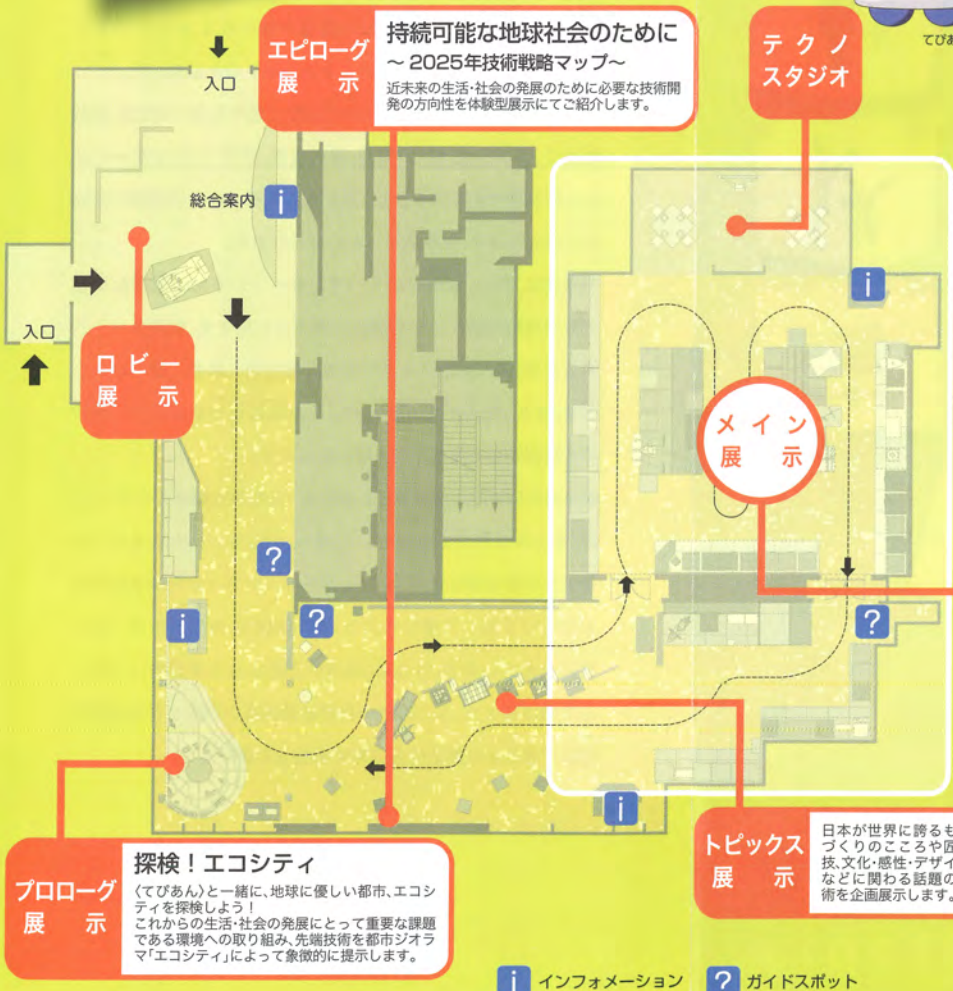 エピローグ
展示
持続可能な地球社会のために
～2025年技術戦略マップ～
近未来の生活・社会の発展のために必要な技術開
発の方向性を体験型展示にてご紹介します。
テクノ
スタジオ
てぴあ
入口
総合案内
i
i
入口
ロビー
展示
メイン
展示
?
?
i
?
i
トピックス
展示
日本が世界に誇るも
づくりのこころや匠
技、文化・感性・デザイ
などに関わる話題の
術を企画展示します。
プロローグ
展示
探検！エコシティ
〈てぴあん〉と一緒に、地球に優しい都市、エコシ
ティを探検しよう！
これからの生活・社会の発展にとって重要な課題
である環境への取り組み、先端技術を都市ジオラ
マ「エコシティ」によって象徴的に提示します。
i インフォメーション
? ガイドスポット